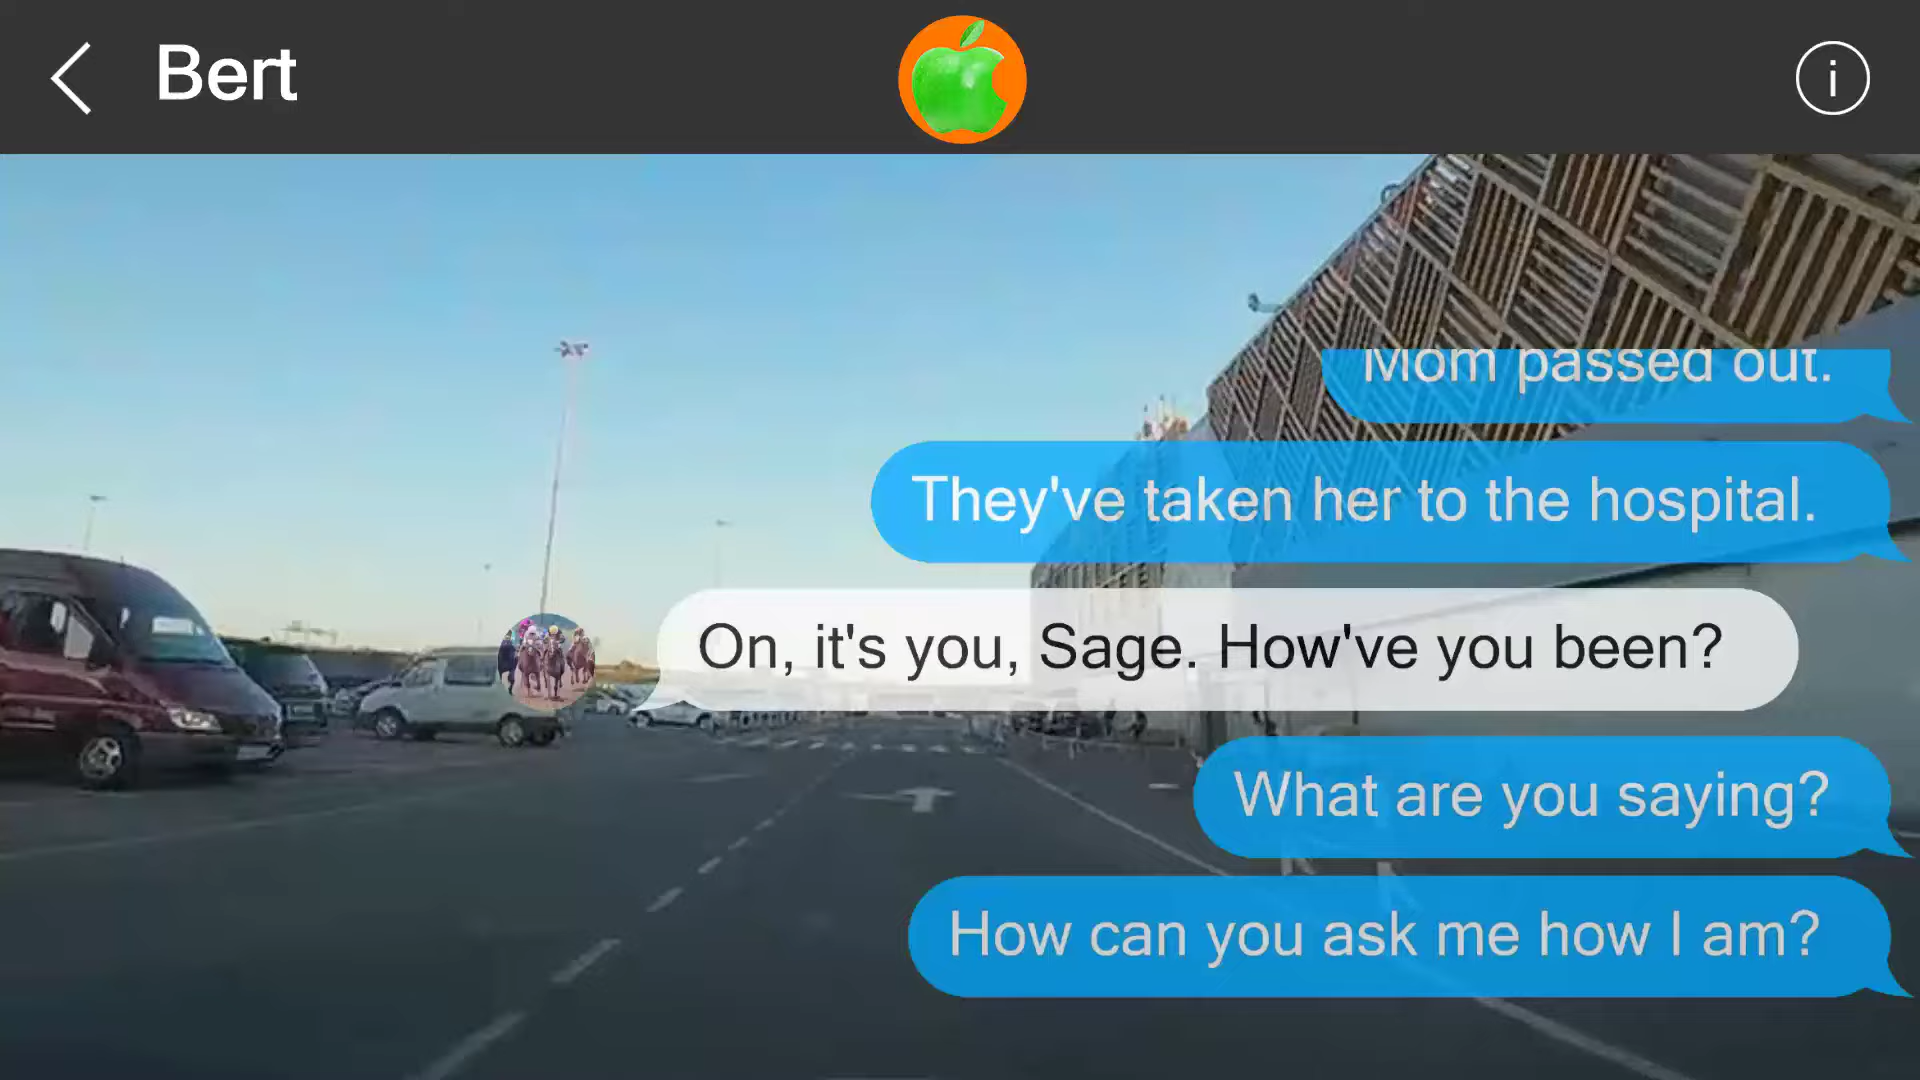 Bert
Mom passed out.
They've taken her to the hospital.
On, it's you, Sage. How've you been?
What are you saying?
How can you ask me how I am?